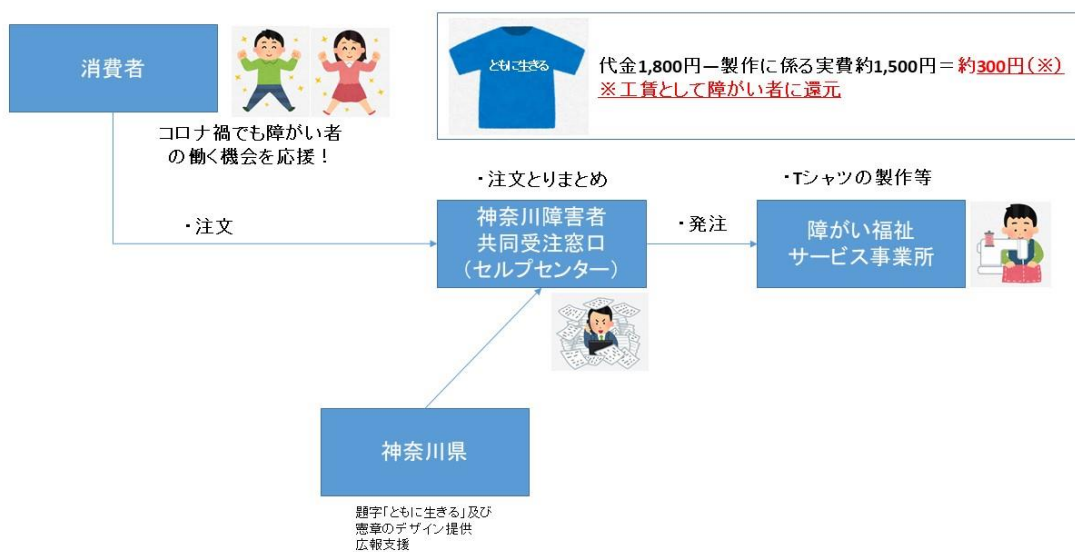 消費者
コロナ禍でも障がい者
の働く機会を応援！
ともに生きる
代金1,800円ー製作に係る実費約1,500円＝約300円（※）
※工賃として障がい者に還元
・注文
・注文とりまとめ
神奈川障害者
共同受注窓口
（セルプセンター）
・発注
・Tシャツの製作等
障がい福祉
サービス事業所
神奈川県
題字「ともに生きる」及び
憲章のデザイン提供
広報支援